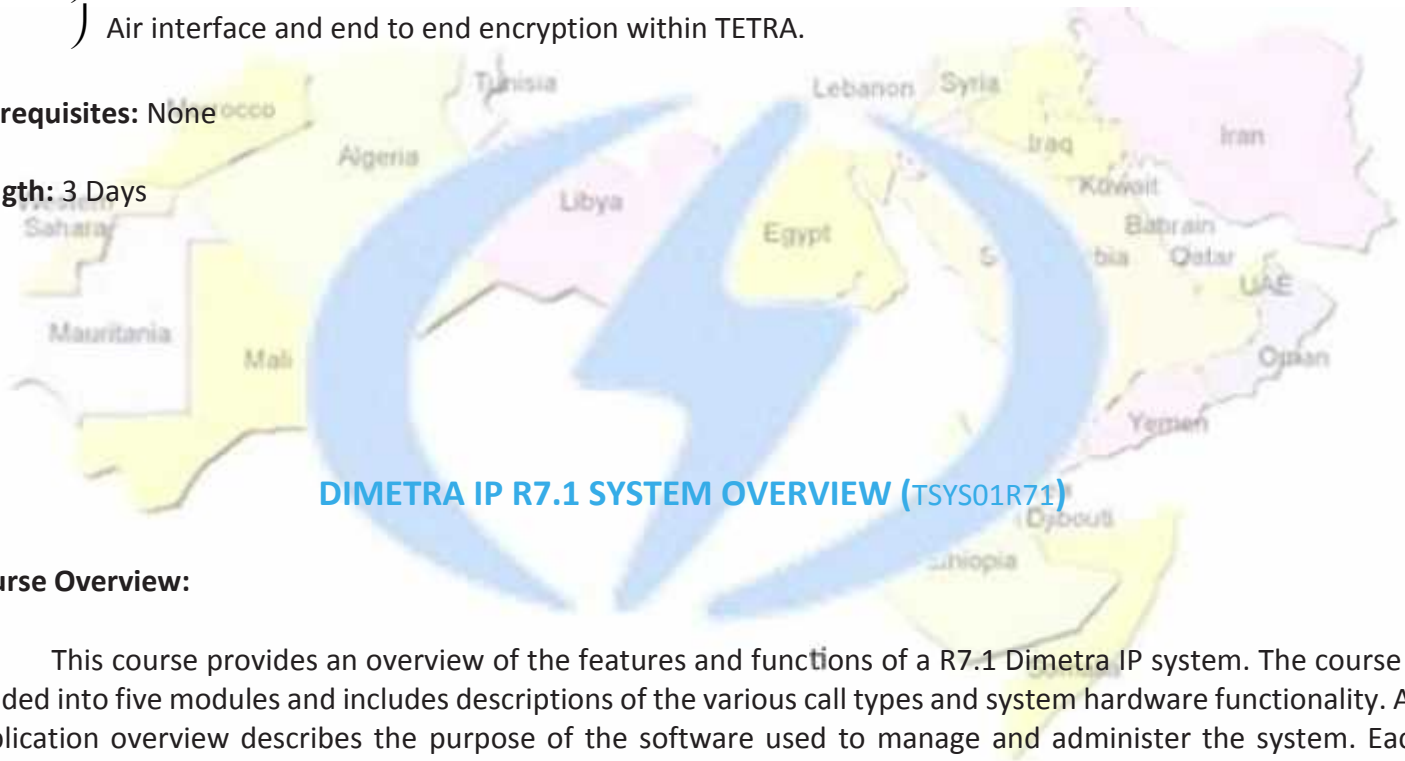 Air interface and end to end encryption within TETRA.
Tunisia
Lebanon Syria
requisites: None
Iraq
Iran
Algeria
gth: 3 Days
Kuwait
Libya
Sahara
Bahrain
Egypt
Qatar
UAE
Mauritania
Mali
Oman
Yemen
DIMETRA IP R7.1 SYSTEM OVERVIEW (TSYS01R71)
Djibouti
urse Overview:
This course provides an overview of the features and functions of a R7.1 Dimetra IP system. The course
ded into five modules and includes descriptions of the various call types and system hardware functionality. A
plication overview describes the purpose of the software used to manage and administer the system. Eac